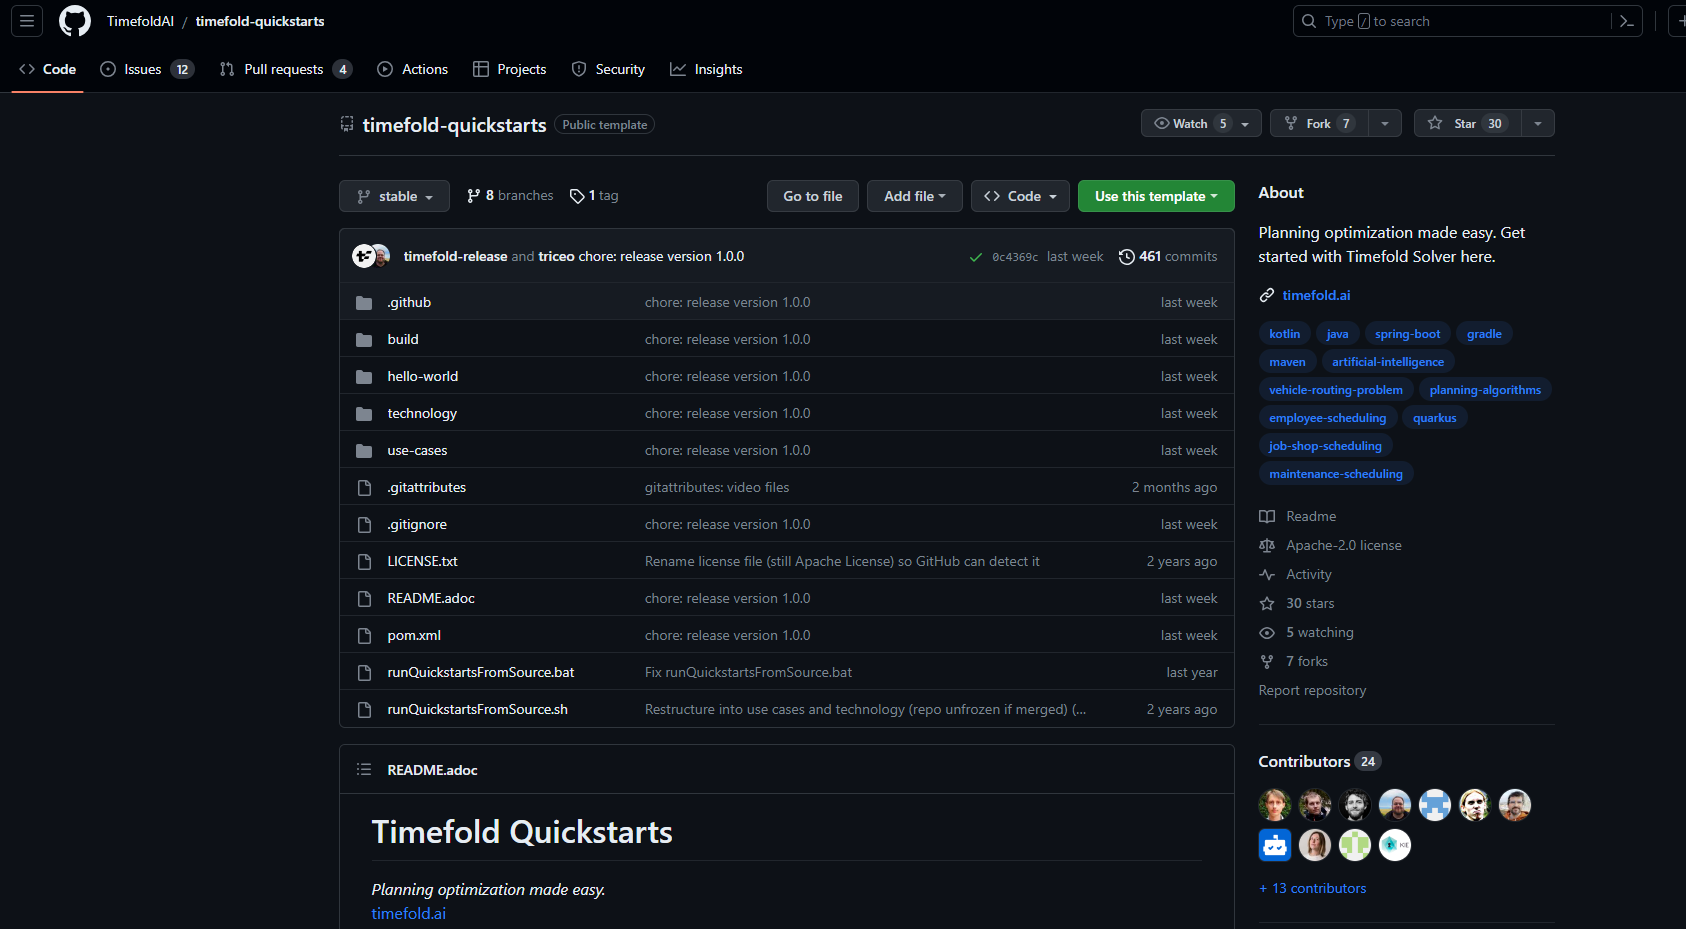 TimefoldAI / timefold-quickstarts
Type / to search
Code
Issues 12
Pull requests 4
Actions
Projects
Security
Insights
timefold-quickstarts Public template
Watch 5
Fork 7
Star 30
stable
8 branches
1 tag
Go to file
Add file
Code
Use this template
timefold-release and triceo chore: release version 1.0.0
0c4369c last week
461 commits
.github chore: release version 1.0.0 last week
build chore: release version 1.0.0 last week
hello-world chore: release version 1.0.0 last week
technology chore: release version 1.0.0 last week
use-cases chore: release version 1.0.0 last week
.gitattributes gitattributes: video files 2 months ago
.gitignore chore: release version 1.0.0 last week
LICENSE.txt Rename license file (still Apache License) so GitHub can detect it 2 years ago
README.adoc chore: release version 1.0.0 last week
pom.xml chore: release version 1.0.0 last week
runQuickstartsFromSource.bat Fix runQuickstartsFromSource.bat last year
runQuickstartsFromSource.sh Restructure into use cases and technology (repo unfrozen if merged) (... 2 years ago
README.adoc
Timefold Quickstarts
Planning optimization made easy.
timefold.ai
About
Planning optimization made easy. Get
started with Timefold Solver here.
timefold.ai
kotlin java spring-boot gradle
maven artificial-intelligence
vehicle-routing-problem planning-algorithms
employee-scheduling quarkus
job-shop-scheduling
maintenance-scheduling
Readme
Apache-2.0 license
Activity
30 stars
5 watching
7 forks
Report repository
Contributors 24
KIE
+ 13 contributors